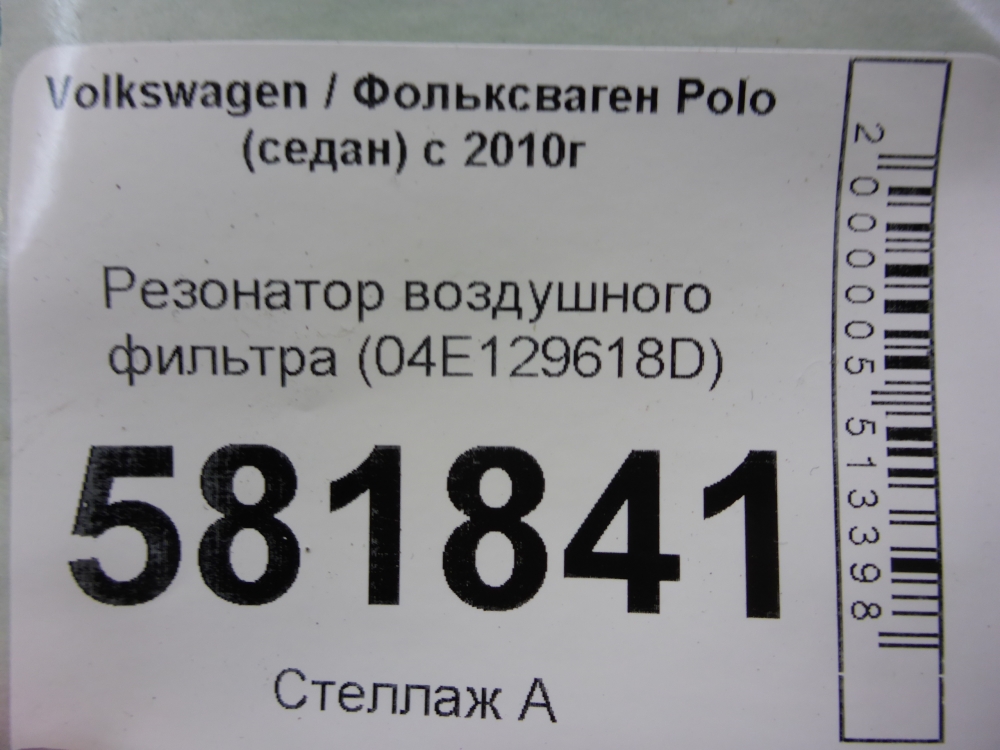 Volkswagen / Фольксваген Polo
(седан) с 2010г
Резонатор воздушного
фильтра (04E129618D)
581841
Стеллаж А
2000005513398